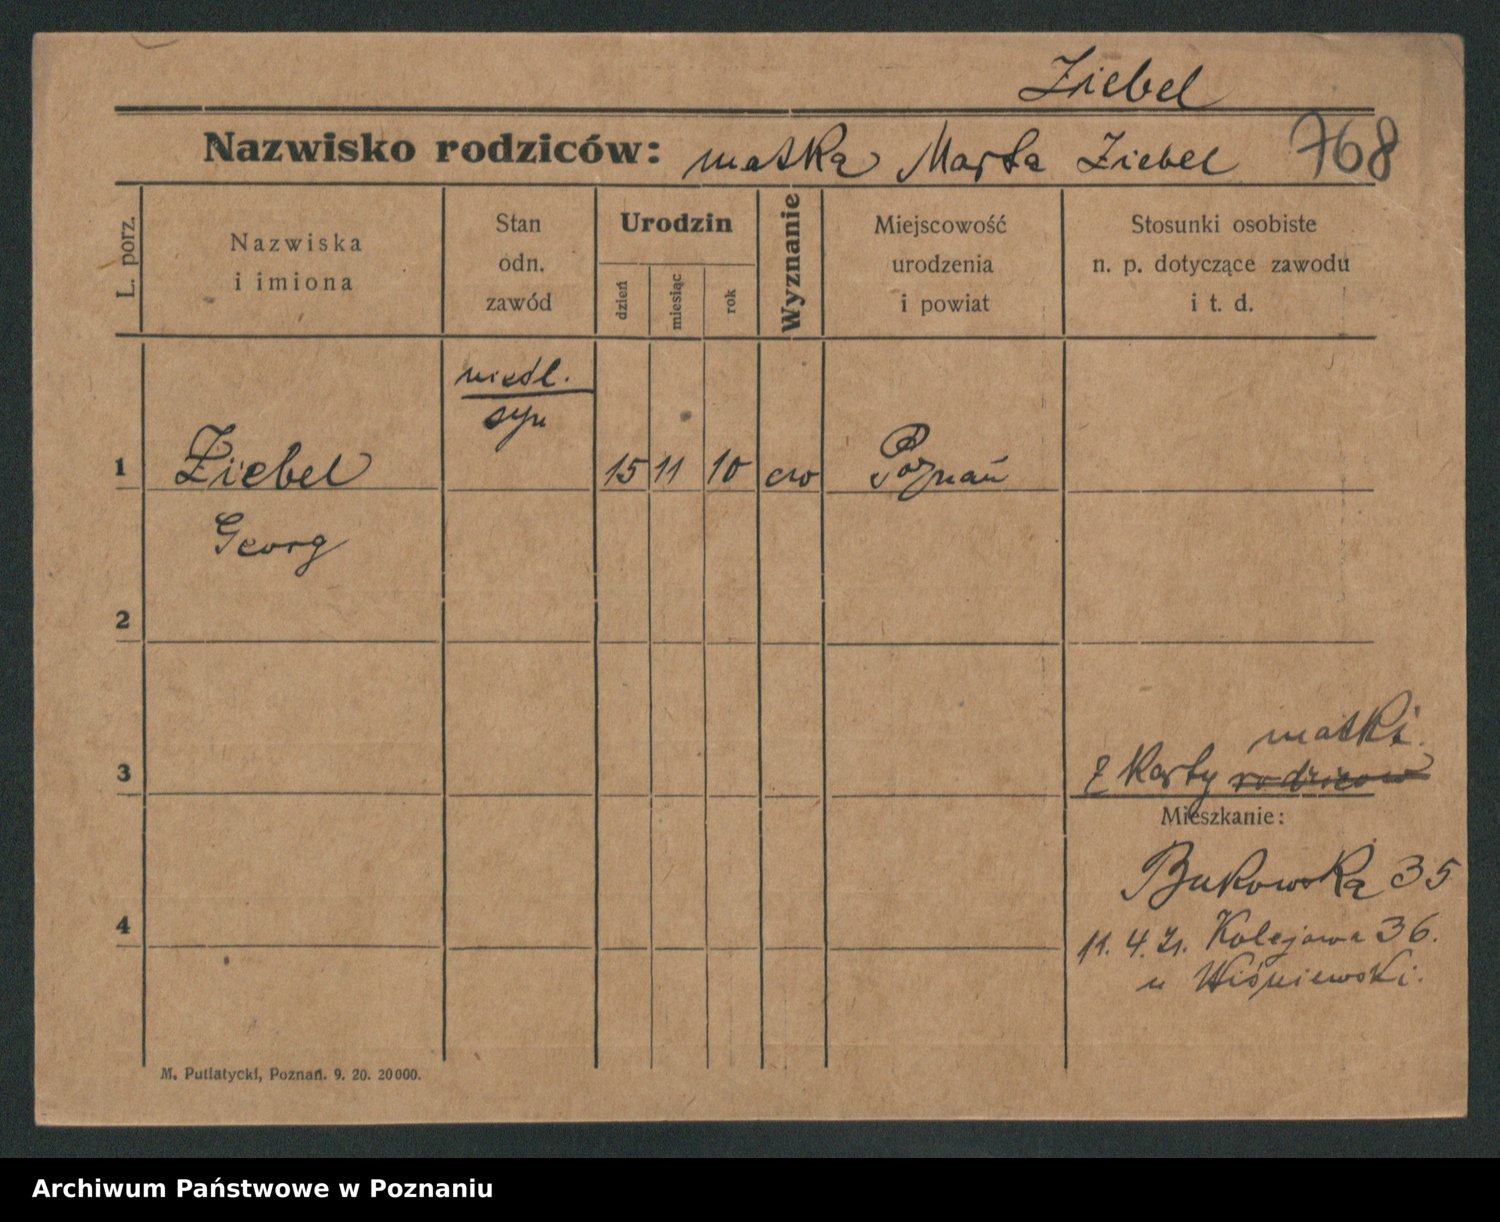 Ziebel
Nazwisko rodziców: matka Marta Ziebel 768
L. porz.
Nazwiska
i imiona
Stan
odn.
zawód
Urodzin
dzień
miesiąc
rok
Wyznanie
Miejscowość
urodzenia
i powiat
Stosunki osobiste
n. p. dotyczące zawodu
i t. d.
nieśl.
syn
1 Ziebel 15 11 10 ew Poznań
Georg
2
matki.
3 z karty rodziców
Mieszkanie:
Bukowska 35
4
11. 4. 21. Kolejowa 36.
u Wiśniewski.
M. Putiatycki, Poznań. 9. 20. 20000.
Archiwum Państwowe w Poznaniu